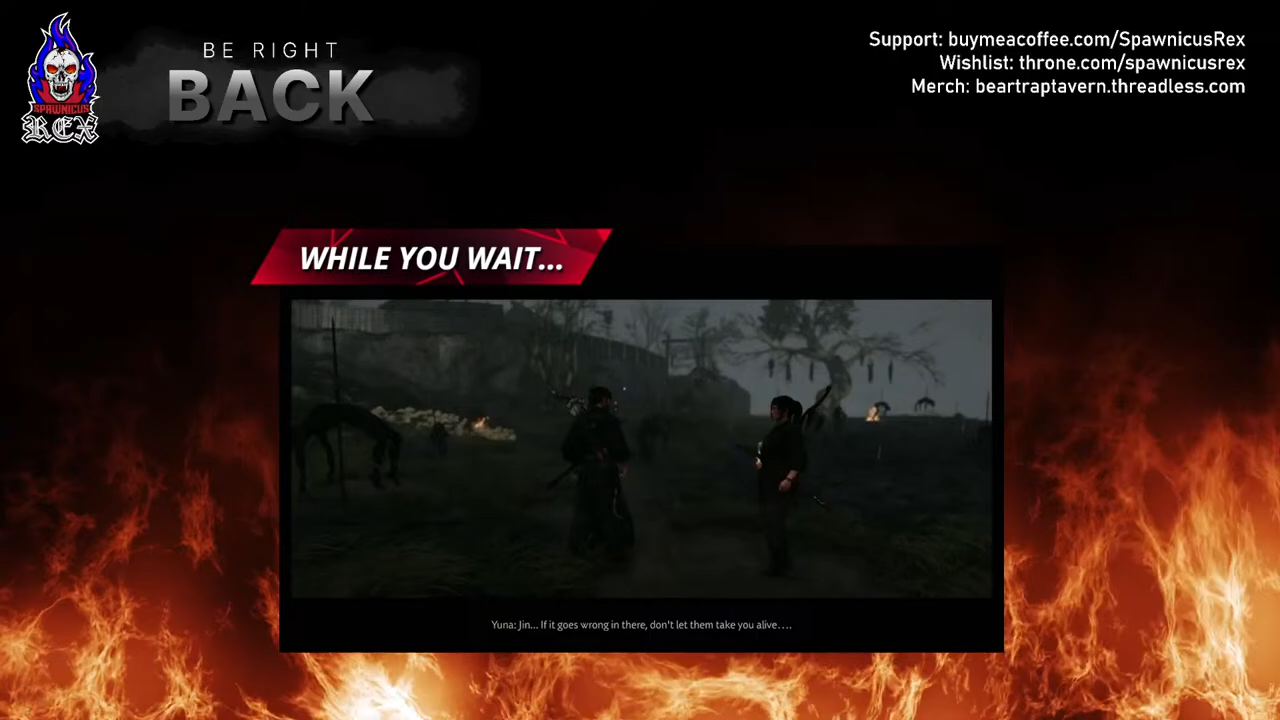 SPAWNICUS
REX
BE RIGHT
BACK
Support: buymeacoffee.com/SpawnicusRex
Wishlist: throne.com/spawnicusrex
Merch: beartraptavern.threadless.com
WHILE YOU WAIT...
Yuna: Jin... If it goes wrong in there, don't let them take you alive....